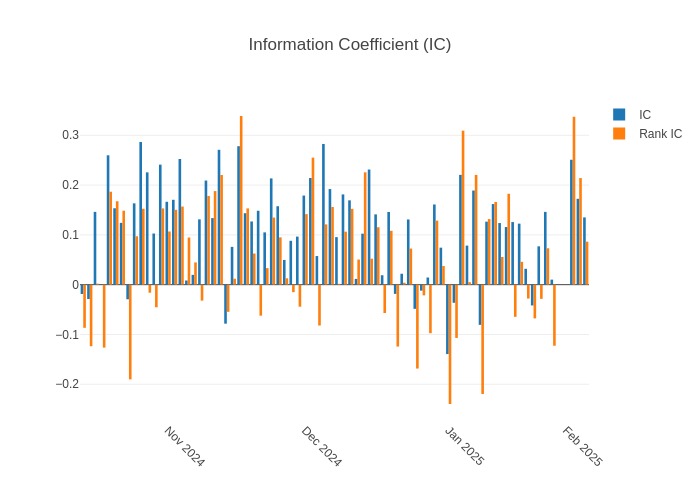 Information Coefficient (IC)
IC
Rank IC
0.3
0.2
0.1
0
−0.1
−0.2
Nov 2024
Dec 2024
Jan 2025
Feb 2025